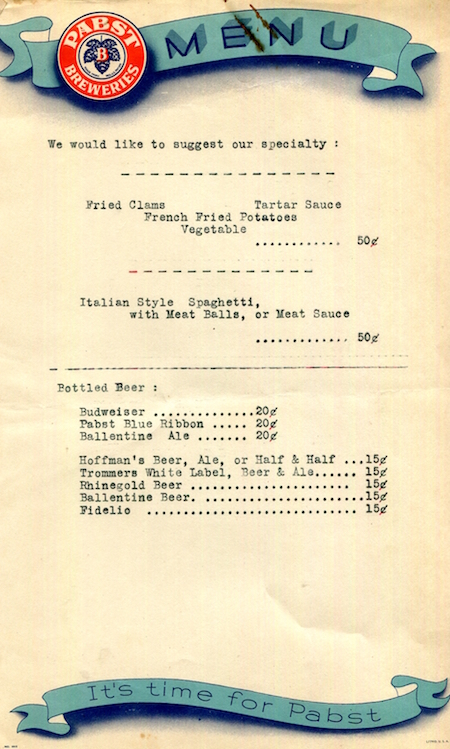 PABST
B
BREWERIES
MENU
We would like to suggest our specialty :
Fried Clams Tartar Sauce
French Fried Potatoes
Vegetable
............ 50¢
Italian Style Spaghetti,
with Meat Balls, or Meat Sauce
............. 50¢
Bottled Beer :
Budweiser ..............20¢
Pabst Blue Ribbon ..... 20¢
Ballentine Ale ....... 20¢
Hoffman's Beer, Ale, or Half & Half ...15¢
Trommers White Label, Beer & Ale...... 15¢
Rhinegold Beer ...................... 15¢
Ballentine Beer. ......................15¢
Fidelio ............................ 15¢
It's time for Pabst